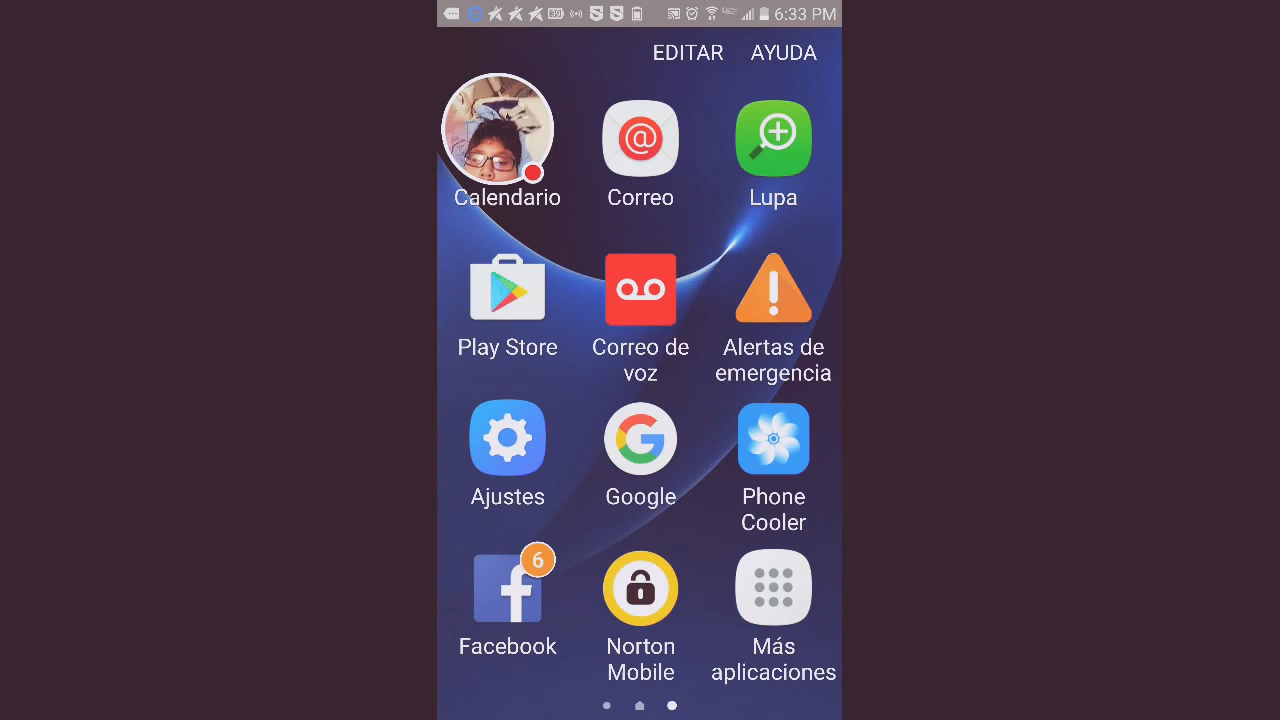 6:33 PM
EDITAR AYUDA
Calendario Correo Lupa
Play Store Correo de voz Alertas de emergencia
Ajustes Google Phone Cooler
6
Facebook Norton Mobile Más aplicaciones